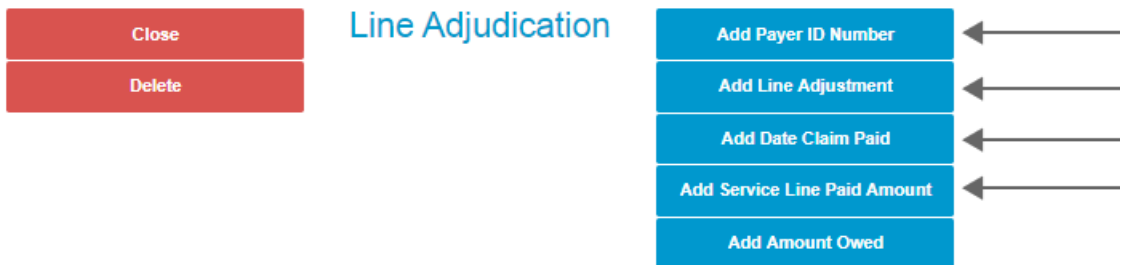 Close
Delete
Line Adjudication
Add Payer ID Number
Add Line Adjustment
Add Date Claim Paid
Add Service Line Paid Amount
Add Amount Owed